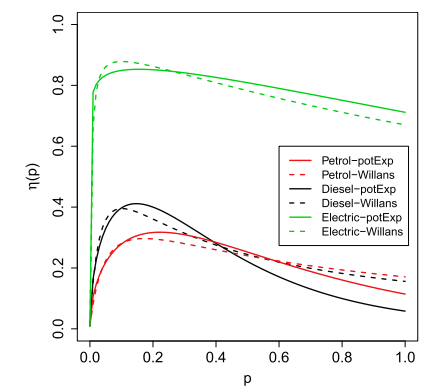 1.0
0.8
0.6
0.4
0.2
0.0
η(p)
Petrol−potExp
Petrol−Willans
Diesel−potExp
Diesel−Willans
Electric−potExp
Electric−Willans
0.0 0.2 0.4 0.6 0.8 1.0
p